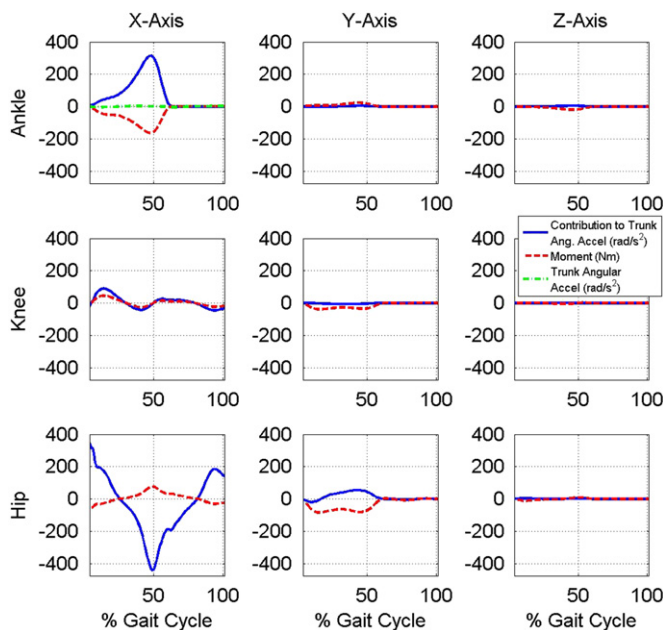 X-Axis Y-Axis Z-Axis
400 400 400
200 200 200
0 0 0
-200 -200 -200
-400 -400 -400
Ankle
50 100 50 100 50 100
400 400 400
200 200 200
0 0 0
-200 -200 -200
-400 -400 -400
Knee
Contribution to Trunk
Ang. Accel (rad/s²)
Moment (Nm)
Trunk Angular
Accel (rad/s²)
50 100 50 100 50 100
400 400 400
200 200 200
0 0 0
-200 -200 -200
-400 -400 -400
Hip
50 100 50 100 50 100
% Gait Cycle % Gait Cycle % Gait Cycle